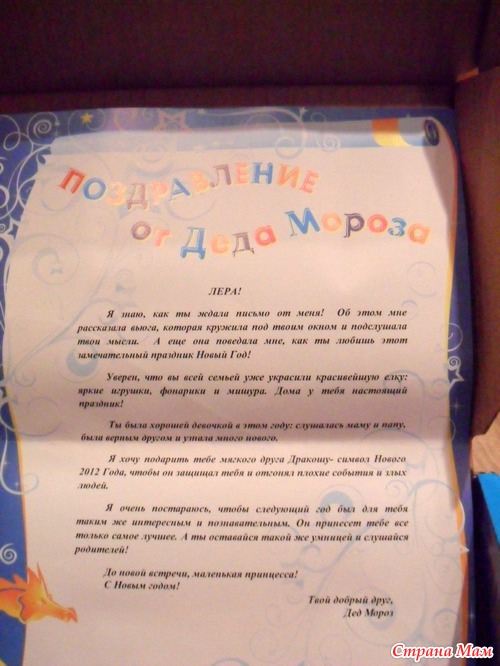 ПОЗДРАВЛЕНИЕ
от Деда Мороза
ЛЕРА!
Я знаю, как ты ждала письмо от меня! Об этом мне
рассказала вьюга, которая кружила под твоим окном и подслушала
твои мысли. А еще она поведала мне, как ты любишь этот
замечательный праздник Новый Год!
Уверен, что вы всей семьей уже украсили красивейшую елку:
яркие игрушки, фонарики и мишура. Дома у тебя настоящий
праздник!
Ты была хорошей девочкой в этом году: слушалась маму и папу,
была верным другом и узнала много нового.
Я хочу подарить тебе мягкого друга Дракошу- символ Нового
2012 Года, чтобы он защищал тебя и отгонял плохие события и злых
людей.
Я очень постараюсь, чтобы следующий год был для тебя
таким же интересным и познавательным. Он принесет тебе все
только самое лучшее. А ты оставайся такой же умницей и слушайся
родителей!
До новой встречи, маленькая принцесса!
С Новым годом!
Твой добрый друг,
Дед Мороз
Страна Мам